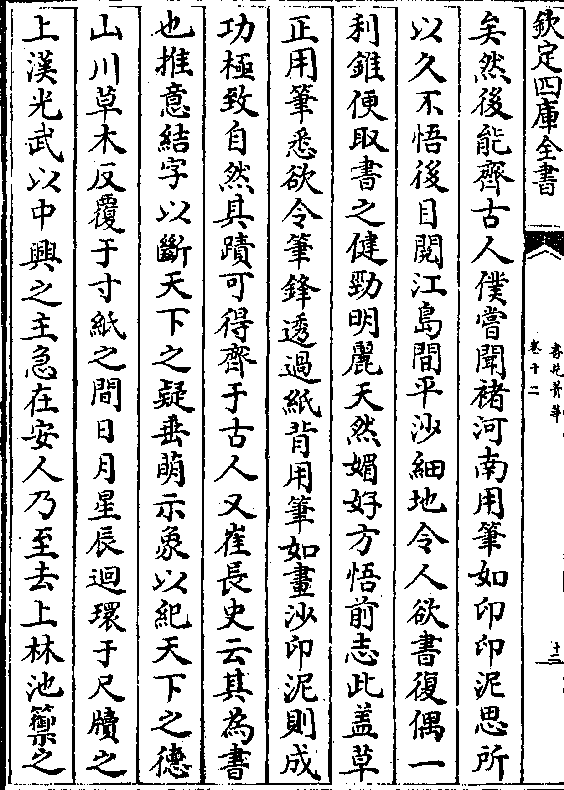 欽定四庫全書
書苑菁華
卷十二
矣然後能齊古人僕嘗聞褚河南用筆如印印泥思所
以久不悟後目閱江島間平沙細地令人欲書復偶一
利錐便取書之健勁明麗天然媚好方悟前志此盖草
正用筆悉欲令筆鋒透過紙背用筆如畫沙印泥則成
功極致自然其蹟可得齊于古人又崔長史云其為書
也推意結字以斷天下之疑垂萌示象以紀天下之德
山川草木反覆于寸紙之間日月星辰迴環于尺牘之
上漢光武以中興之主急在安人乃至去上林池籞之